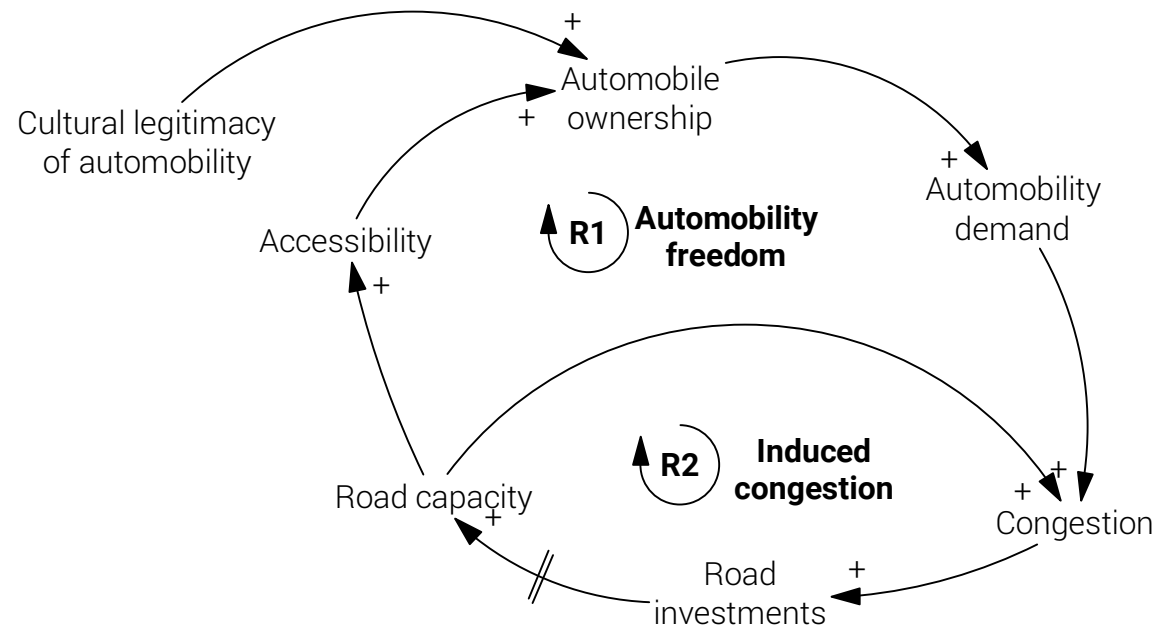 +
Automobile
ownership
+
Cultural legitimacy
of automobility
+
Automobility
demand
Accessibility
+
R1
Automobility
freedom
R2
Induced
congestion
Road capacity
+
+
+
Congestion
Road
investments
+